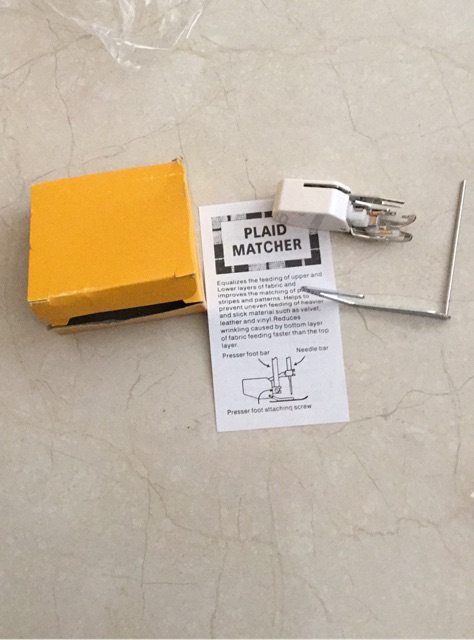 PLAID
MATCHER
Equalizes the feeding of upper and
Lower layers of fabric and
improves the matching of
stripes and patterns. Helps to
prevent uneven feeding of heavier
and slick material such as velvet,
leather and vinyl. Reduces
wrinkling caused by bottom layer
of fabric feeding faster than the top
layer.
Presser foot bar
Needle bar
Presser foot attaching screw